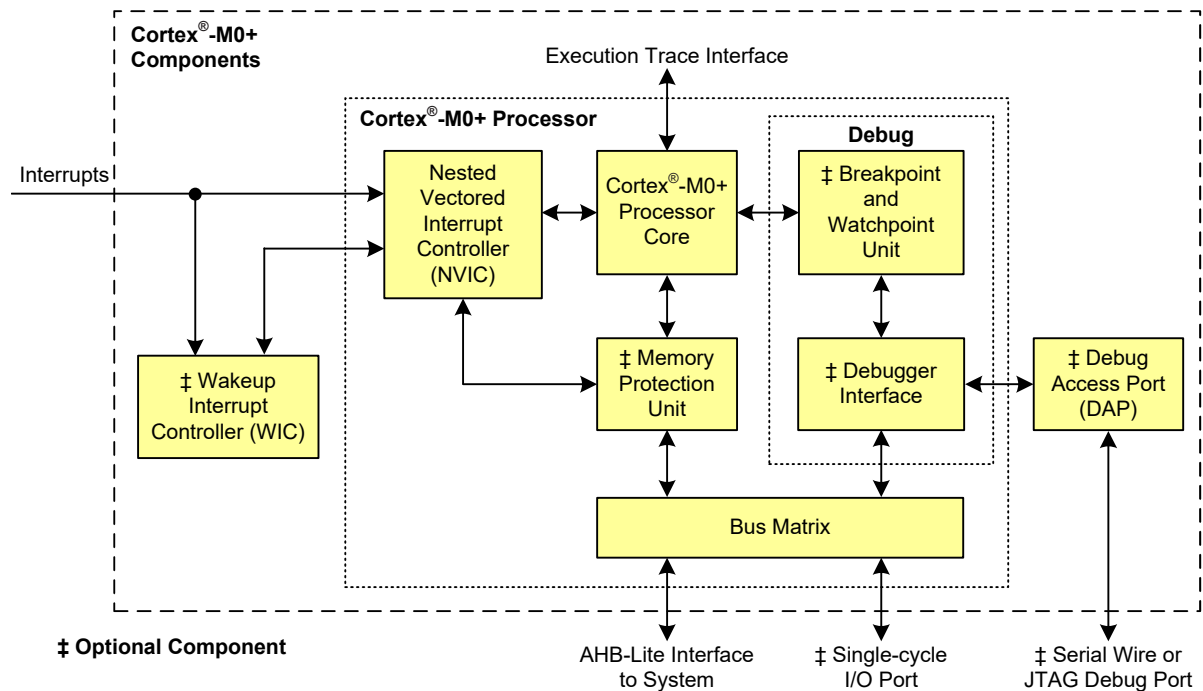 Cortex®-M0+
Components
Execution Trace Interface
Cortex®-M0+ Processor
Debug
Interrupts
Nested
Vectored
Interrupt
Controller
(NVIC)
Cortex®-M0+
Processor
Core
‡ Breakpoint
and
Watchpoint
Unit
‡ Wakeup
Interrupt
Controller (WIC)
‡ Memory
Protection
Unit
‡ Debugger
Interface
‡ Debug
Access Port
(DAP)
Bus Matrix
‡ Optional Component
AHB-Lite Interface
to System
‡ Single-cycle
I/O Port
‡ Serial Wire or
JTAG Debug Port